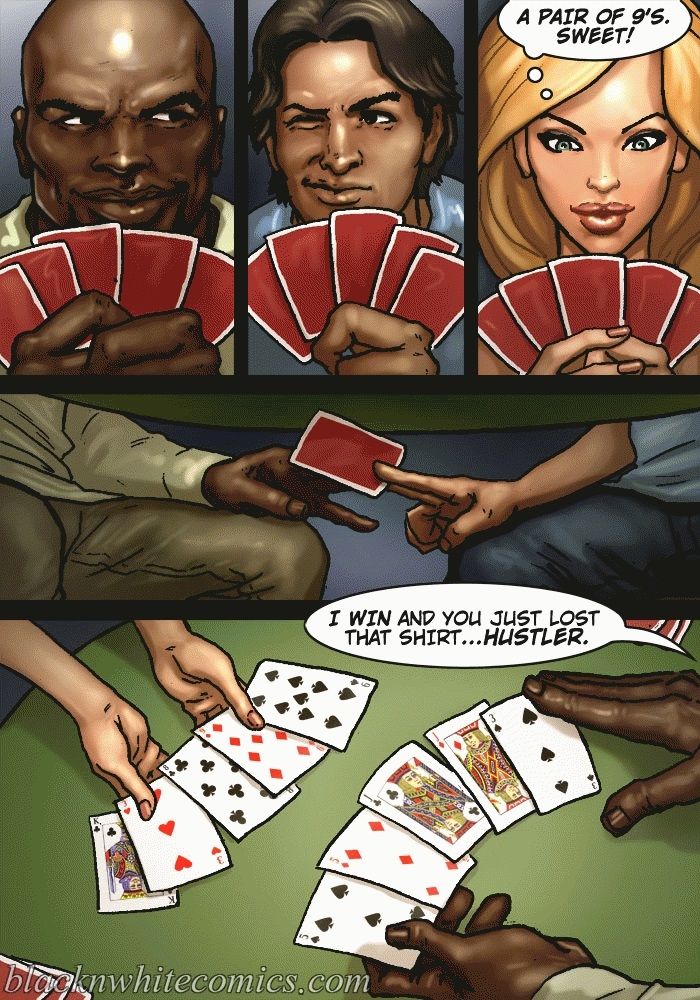 A PAIR OF 9'S.
SWEET!
I WIN AND YOU JUST LOST
THAT SHIRT...HUSTLER.
blacknwhitecomics.com